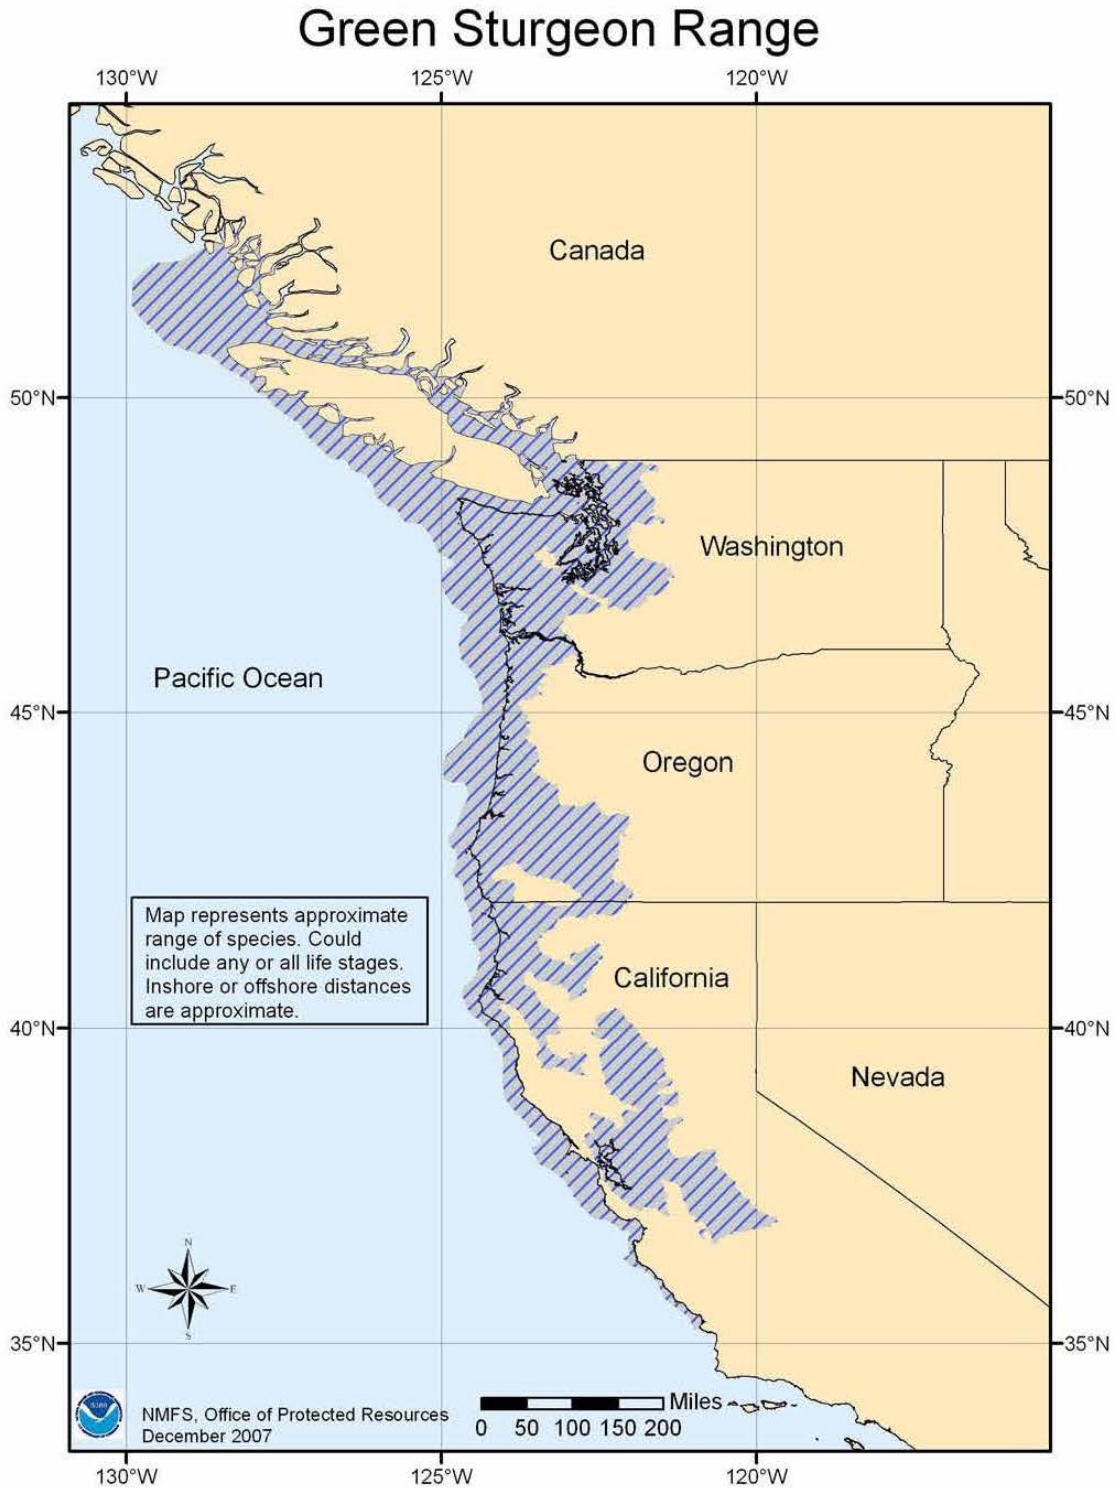 Green Sturgeon Range
130°W 125°W 120°W
Canada
50°N 50°N
Washington
Pacific Ocean
45°N 45°N
Oregon
Map represents approximate
range of species. Could
include any or all life stages.
Inshore or offshore distances
are approximate.
California
40°N 40°N
Nevada
N
W E
S
35°N 35°N
NOAA
NMFS, Office of Protected Resources
December 2007
Miles
0 50 100 150 200
130°W 125°W 120°W